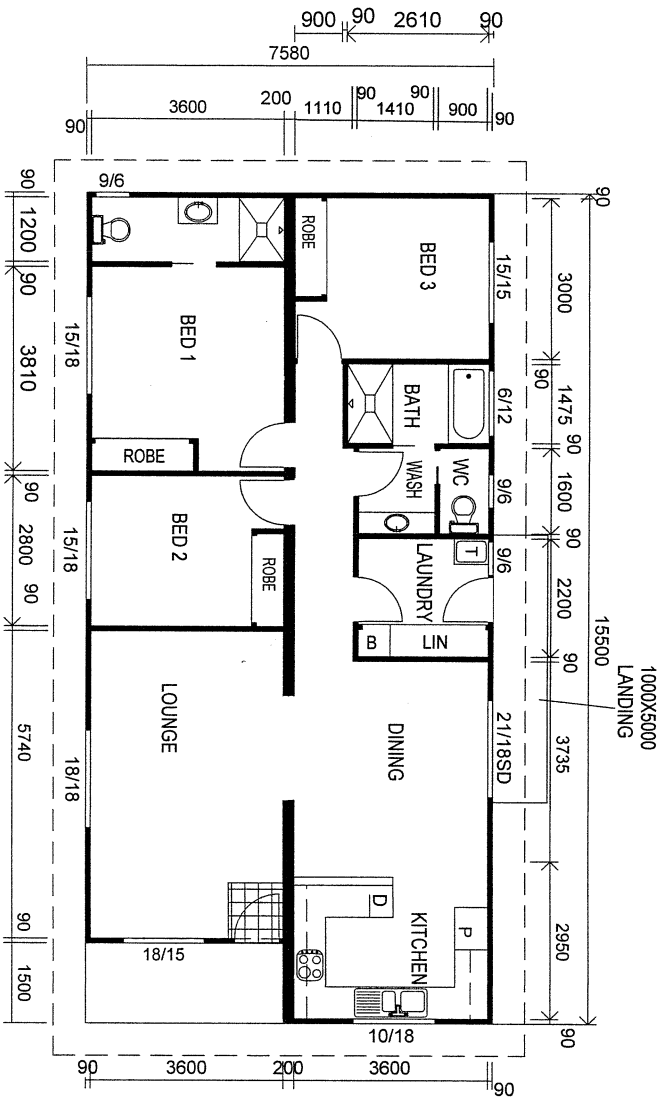 900 90 2610 90
7580
90 3600 200 1110 90 1410 90 900 90
90 1200 90 3810 90 2800 90 5740 90 1500
9/6
15/18
15/18
18/18
18/15
10/18
ROBE
BED 3
BED 1
ROBE
BED 2
ROBE
BATH
WASH
WC
LAUNDRY
T
B
LIN
LOUNGE
DINING
KITCHEN
D
P
15/15
6/12
9/6
9/6
21/18SD
90 3000 90 1475 90 1600 90 2200 90 3735 2950 90
15500
1000X5000
LANDING
90 3600 200 3600 90